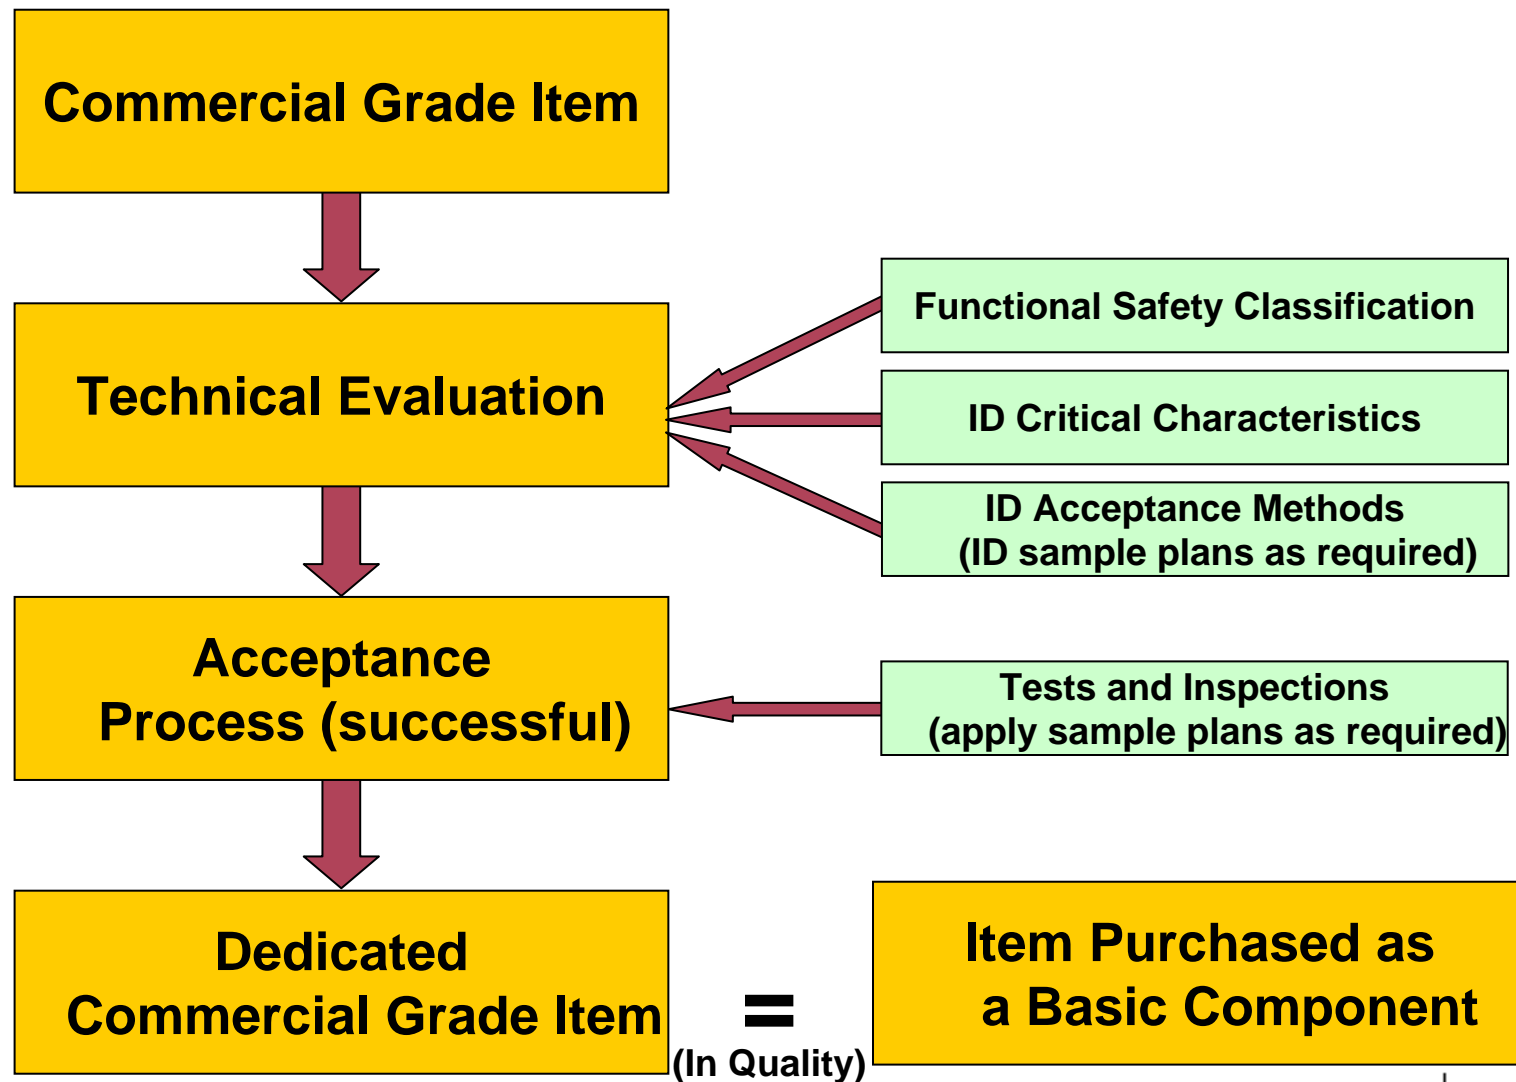 Commercial Grade Item
Technical Evaluation
Functional Safety Classification
ID Critical Characteristics
ID Acceptance Methods
(ID sample plans as required)
Acceptance
Process (successful)
Tests and Inspections
(apply sample plans as required)
Dedicated
Commercial Grade Item
=
(In Quality)
Item Purchased as
a Basic Component